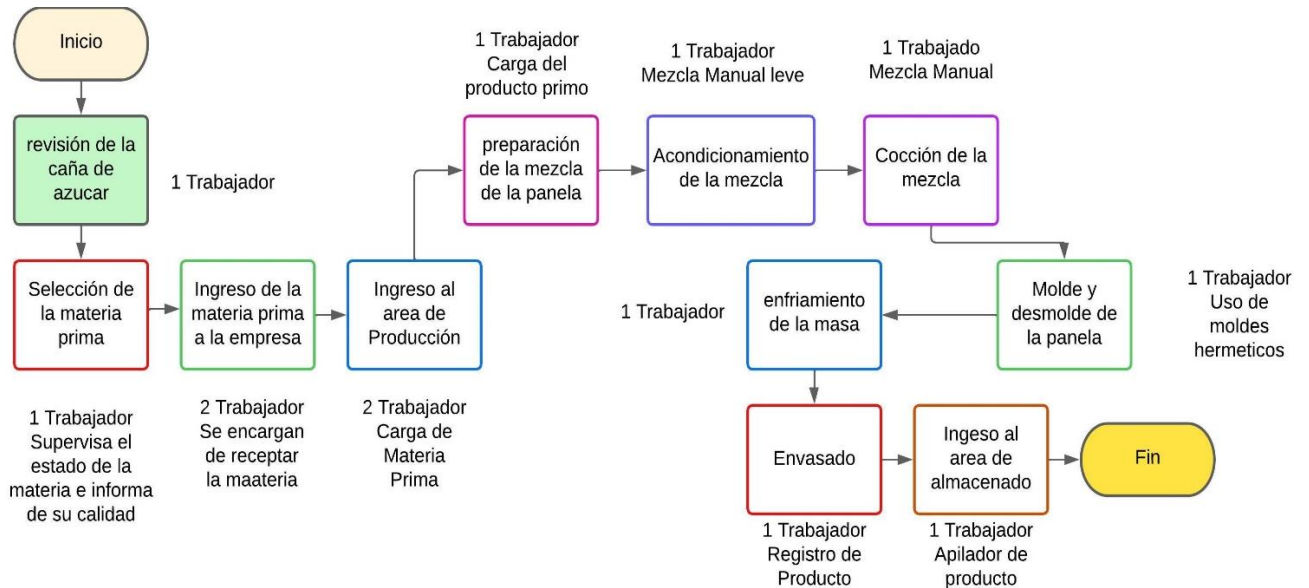 Inicio
revisión de la
caña de
azucar
1 Trabajador
Selección de
la materia
prima
1 Trabajador
Supervisa el
estado de la
materia e informa
de su calidad
Ingreso de la
materia prima
a la empresa
2 Trabajador
Se encargan
de receptar
la maateria
Ingreso al
area de
Producción
2 Trabajador
Carga de
Materia
Prima
1 Trabajador
Carga del
producto primo
preparación
de la mezcla
de la panela
1 Trabajador
Mezcla Manual leve
Acondicionamiento
de la mezcla
1 Trabajado
Mezcla Manual
Cocción de la
mezcla
Molde y
desmolde de
la panela
1 Trabajador
Uso de
moldes
hermeticos
enfriamiento
de la masa
1 Trabajador
Envasado
1 Trabajador
Registro de
Producto
Ingeso al
area de
almacenado
1 Trabajador
Apilador de
producto
Fin